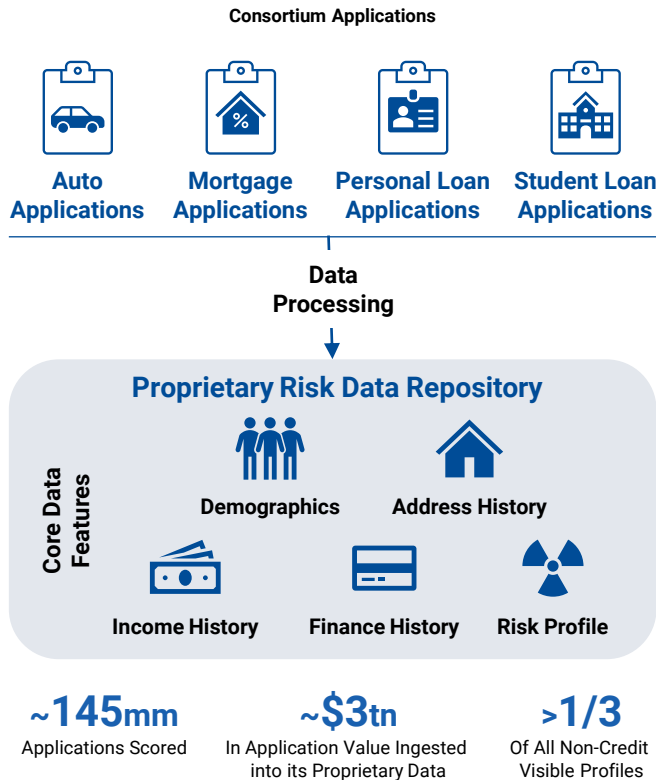 Consortium Applications
%
Auto
Applications
Mortgage
Applications
Personal Loan
Applications
Student Loan
Applications
Data
Processing
Proprietary Risk Data Repository
Core Data
Features
Demographics
Address History
Income History
Finance History
Risk Profile
~145mm
Applications Scored
~$3tn
In Application Value Ingested
into its Proprietary Data
>1/3
Of All Non-Credit
Visible Profiles